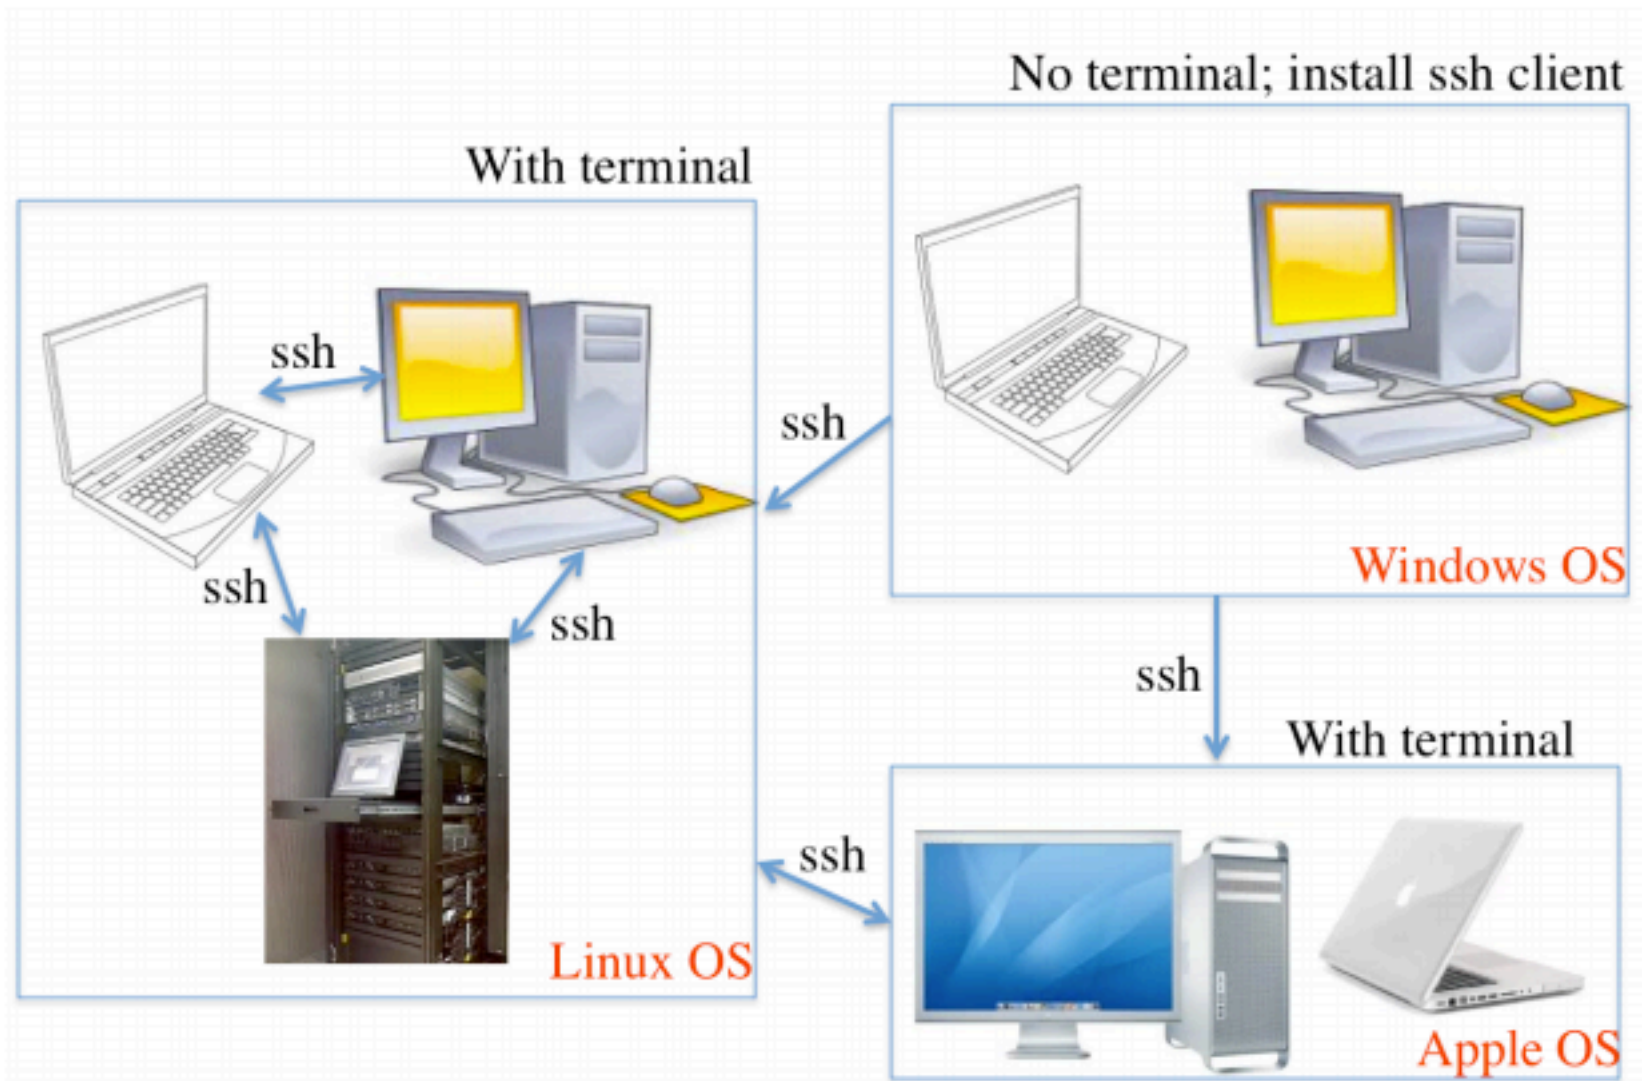 No terminal; install ssh client
With terminal
ssh
ssh
ssh
ssh
Windows OS
ssh
With terminal
ssh
Linux OS
Apple OS